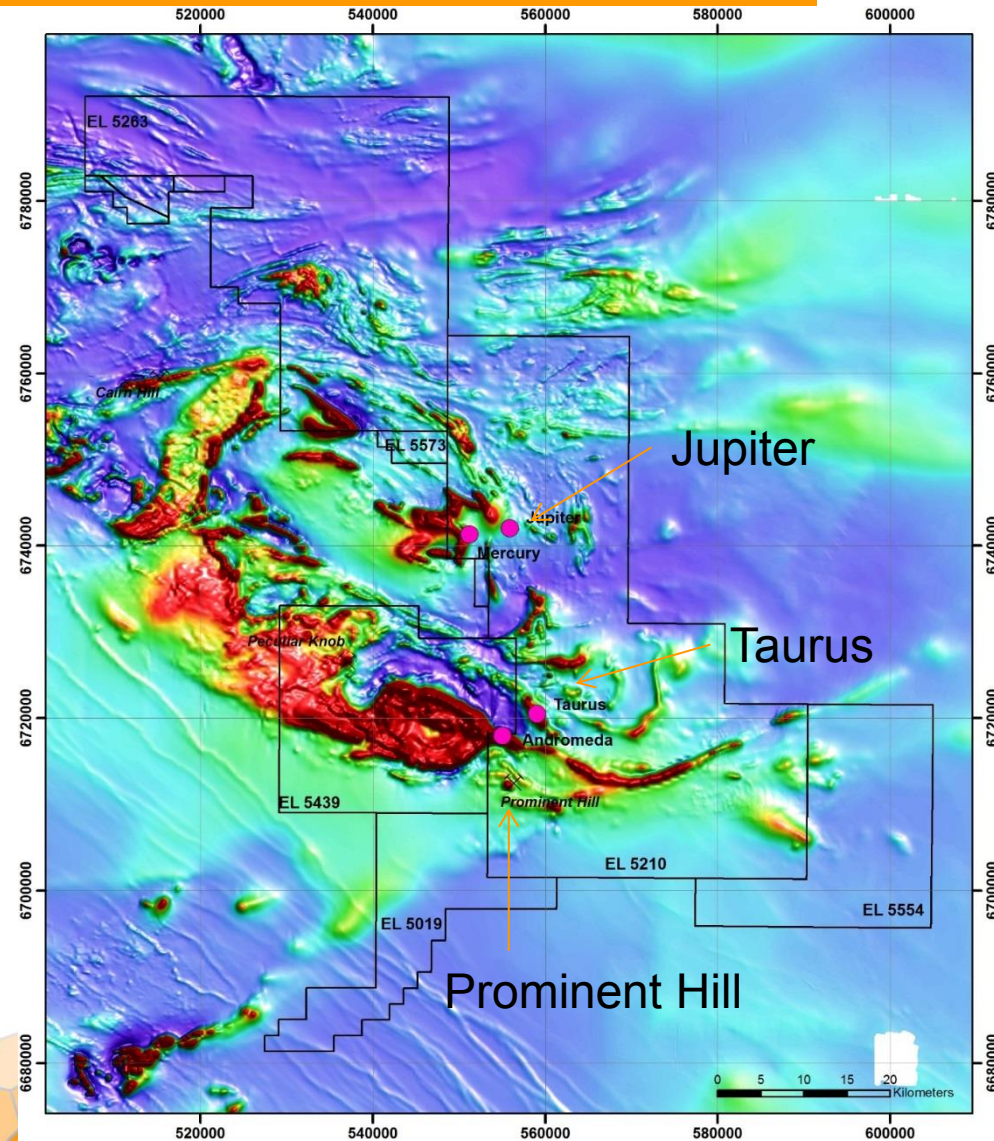 520000 540000 560000 580000 600000
EL 5263
6780000 6780000
6760000 6760000
Cairn Hill
EL 5573
Jupiter
Jupiter
Mercury
6740000 6740000
Peculiar Knob
Taurus
Taurus
6720000 6720000
Andromeda
EL 5439
Prominent Hill
EL 5210
6700000 6700000
EL 5019
EL 5554
Prominent Hill
6680000 6680000
0 5 10 15 20
Kilometers
520000 540000 560000 580000 600000